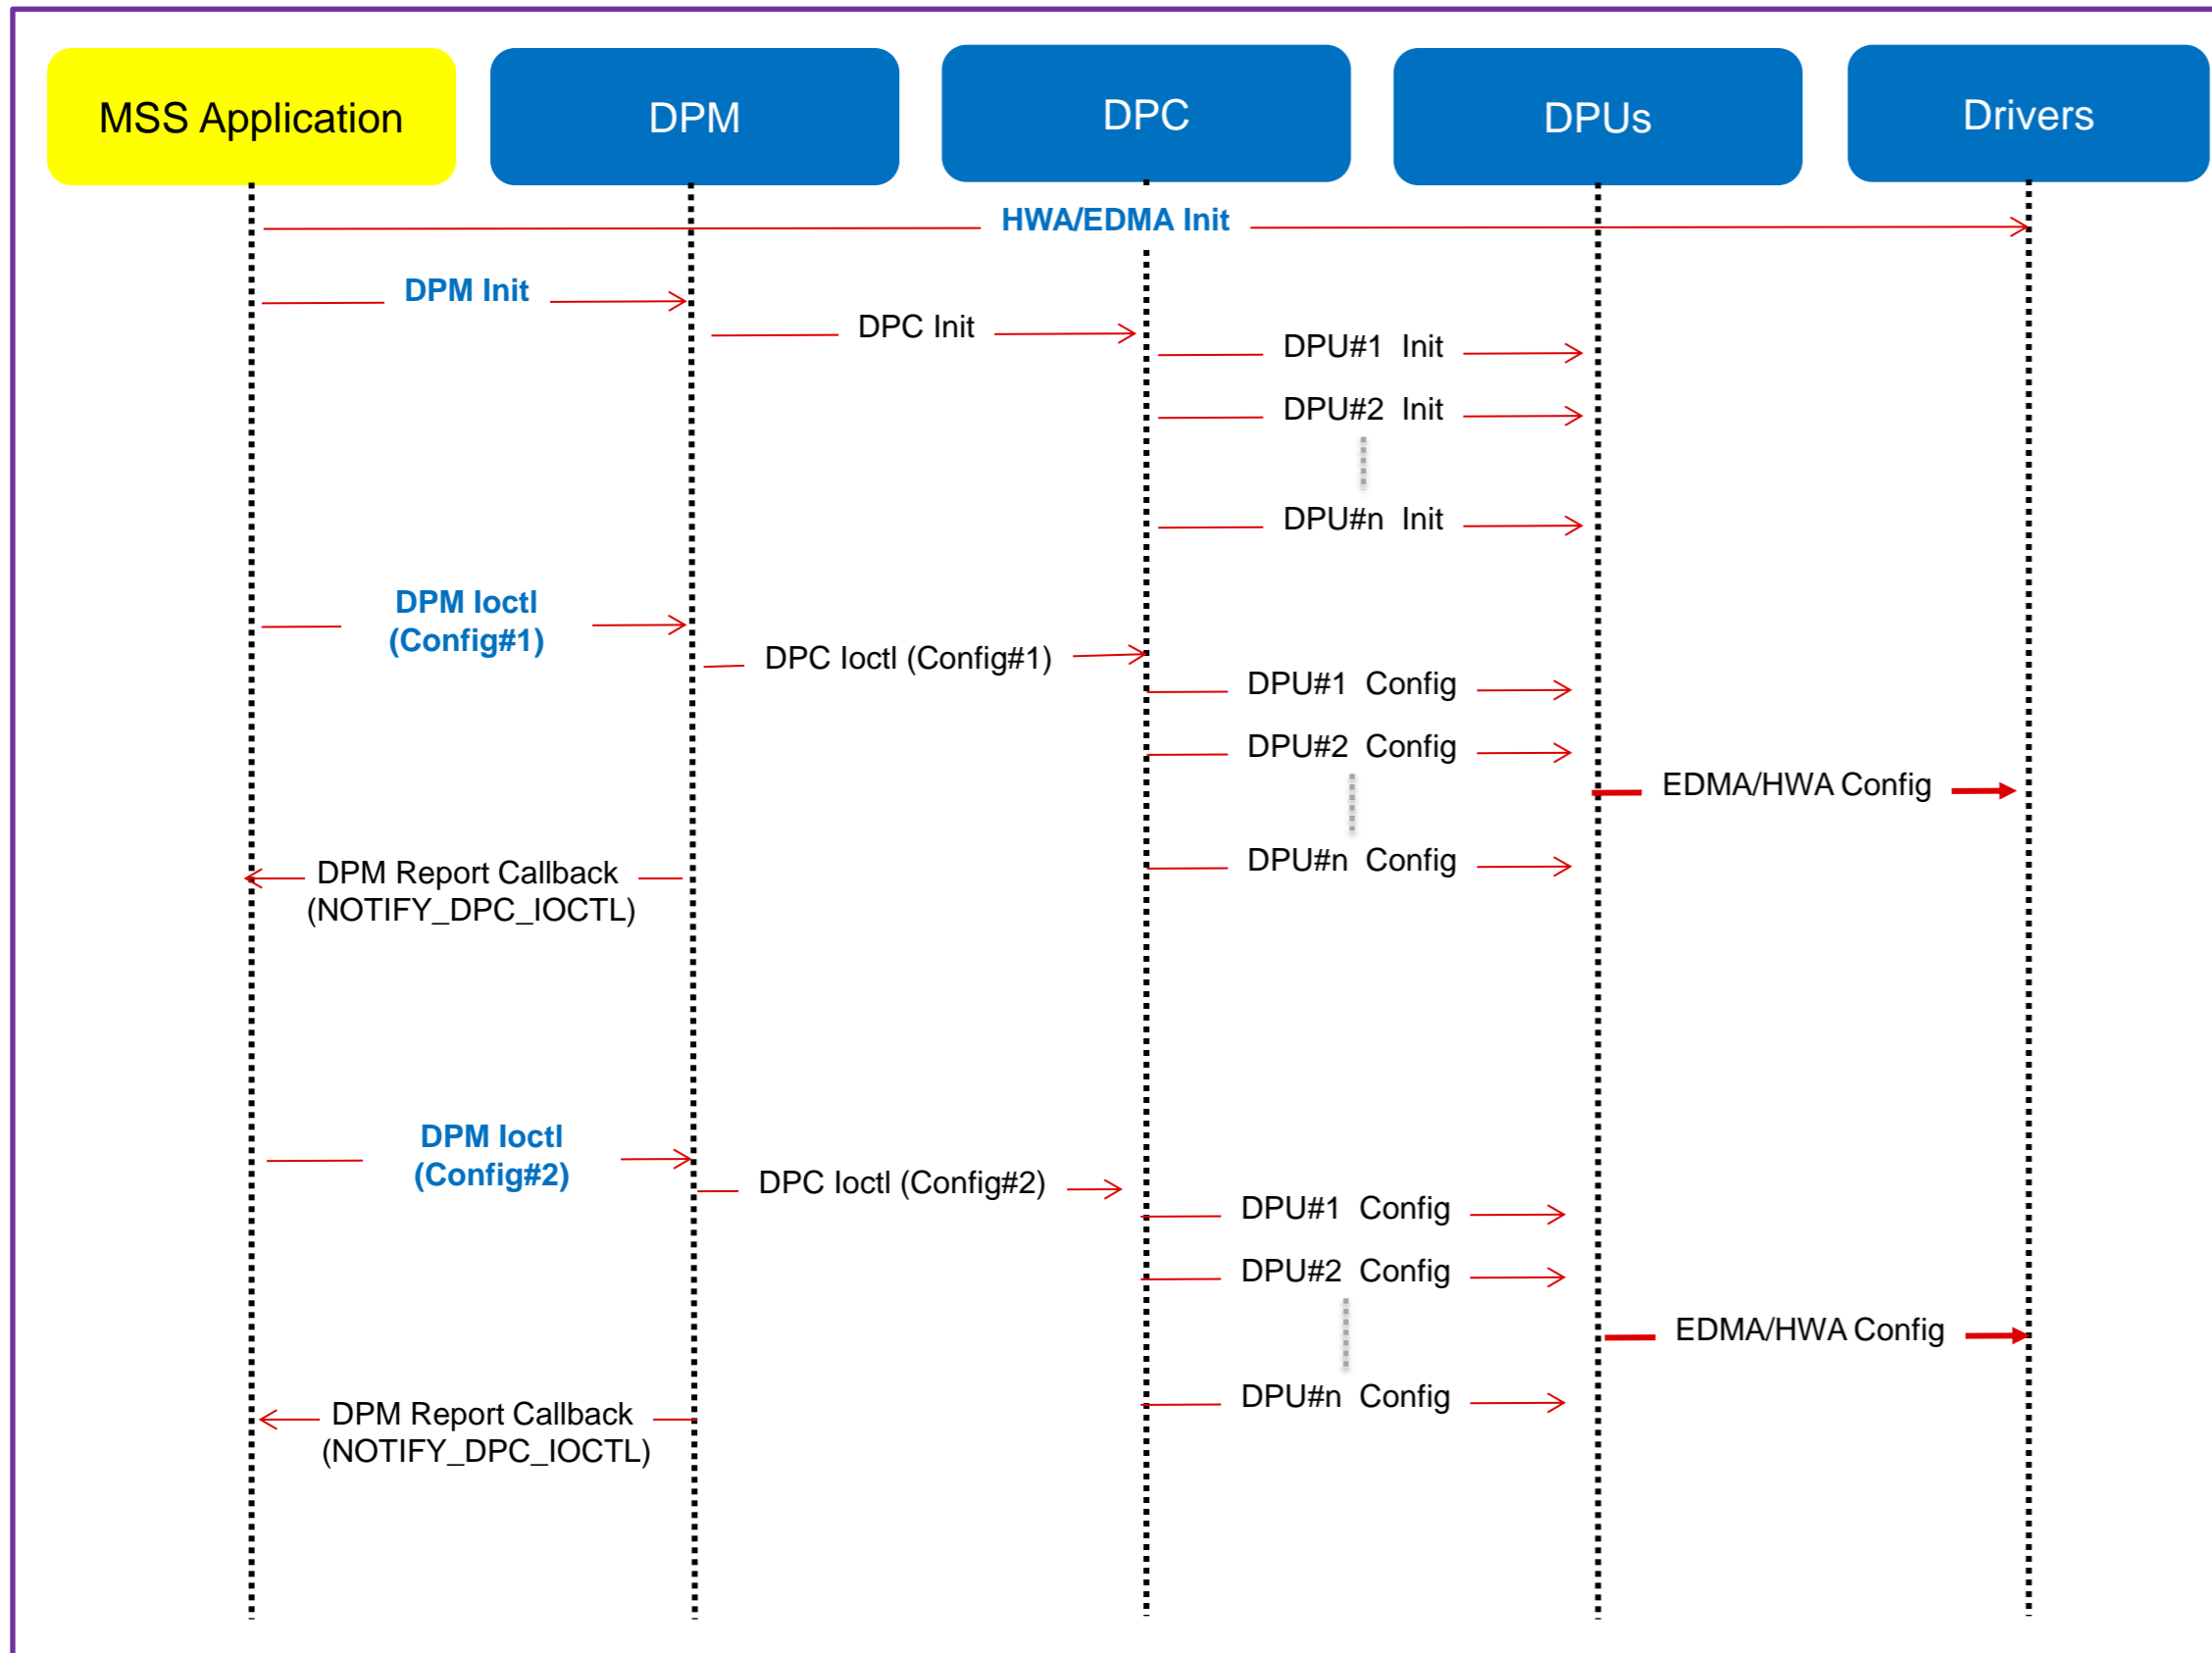 MSS Application
DPM
DPC
DPUs
Drivers
HWA/EDMA Init
DPM Init
DPC Init
DPU#1 Init
DPU#2 Init
DPU#n Init
DPM Ioctl
(Config#1)
DPC Ioctl (Config#1)
DPU#1 Config
DPU#2 Config
EDMA/HWA Config
DPU#n Config
DPM Report Callback
(NOTIFY_DPC_IOCTL)
DPM Ioctl
(Config#2)
DPC Ioctl (Config#2)
DPU#1 Config
DPU#2 Config
EDMA/HWA Config
DPU#n Config
DPM Report Callback
(NOTIFY_DPC_IOCTL)